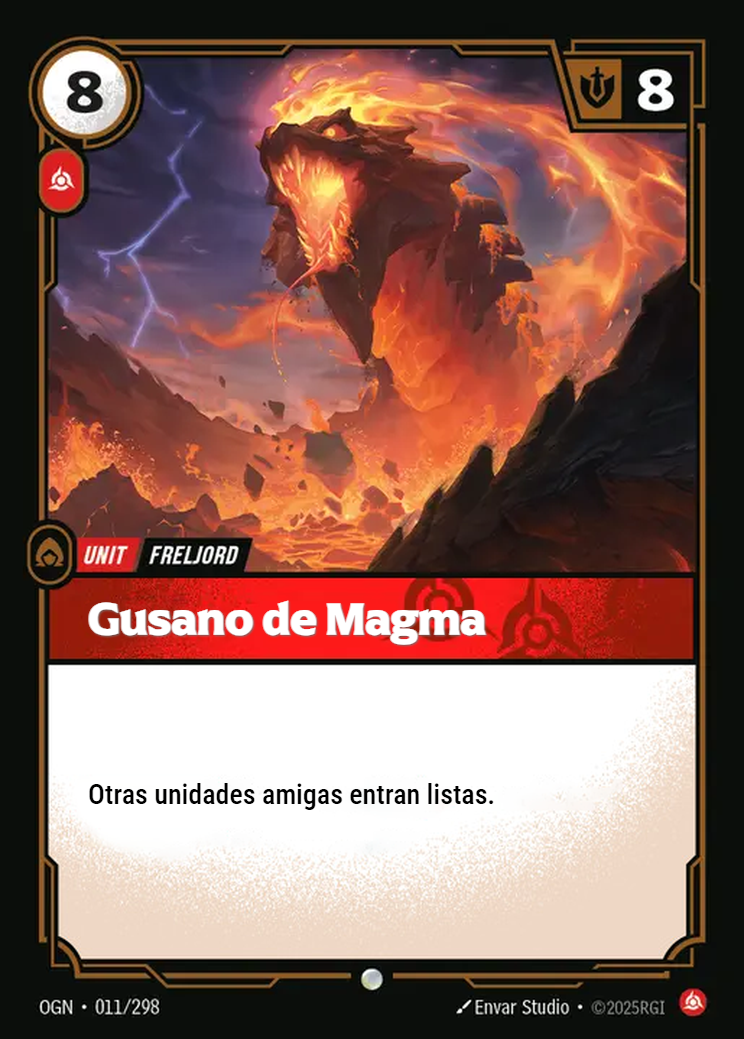 8
8
UNIT FRELJORD
Gusano de Magma
Otras unidades amigas entran listas.
OGN • 011/298
Envar Studio • ©2025RGI